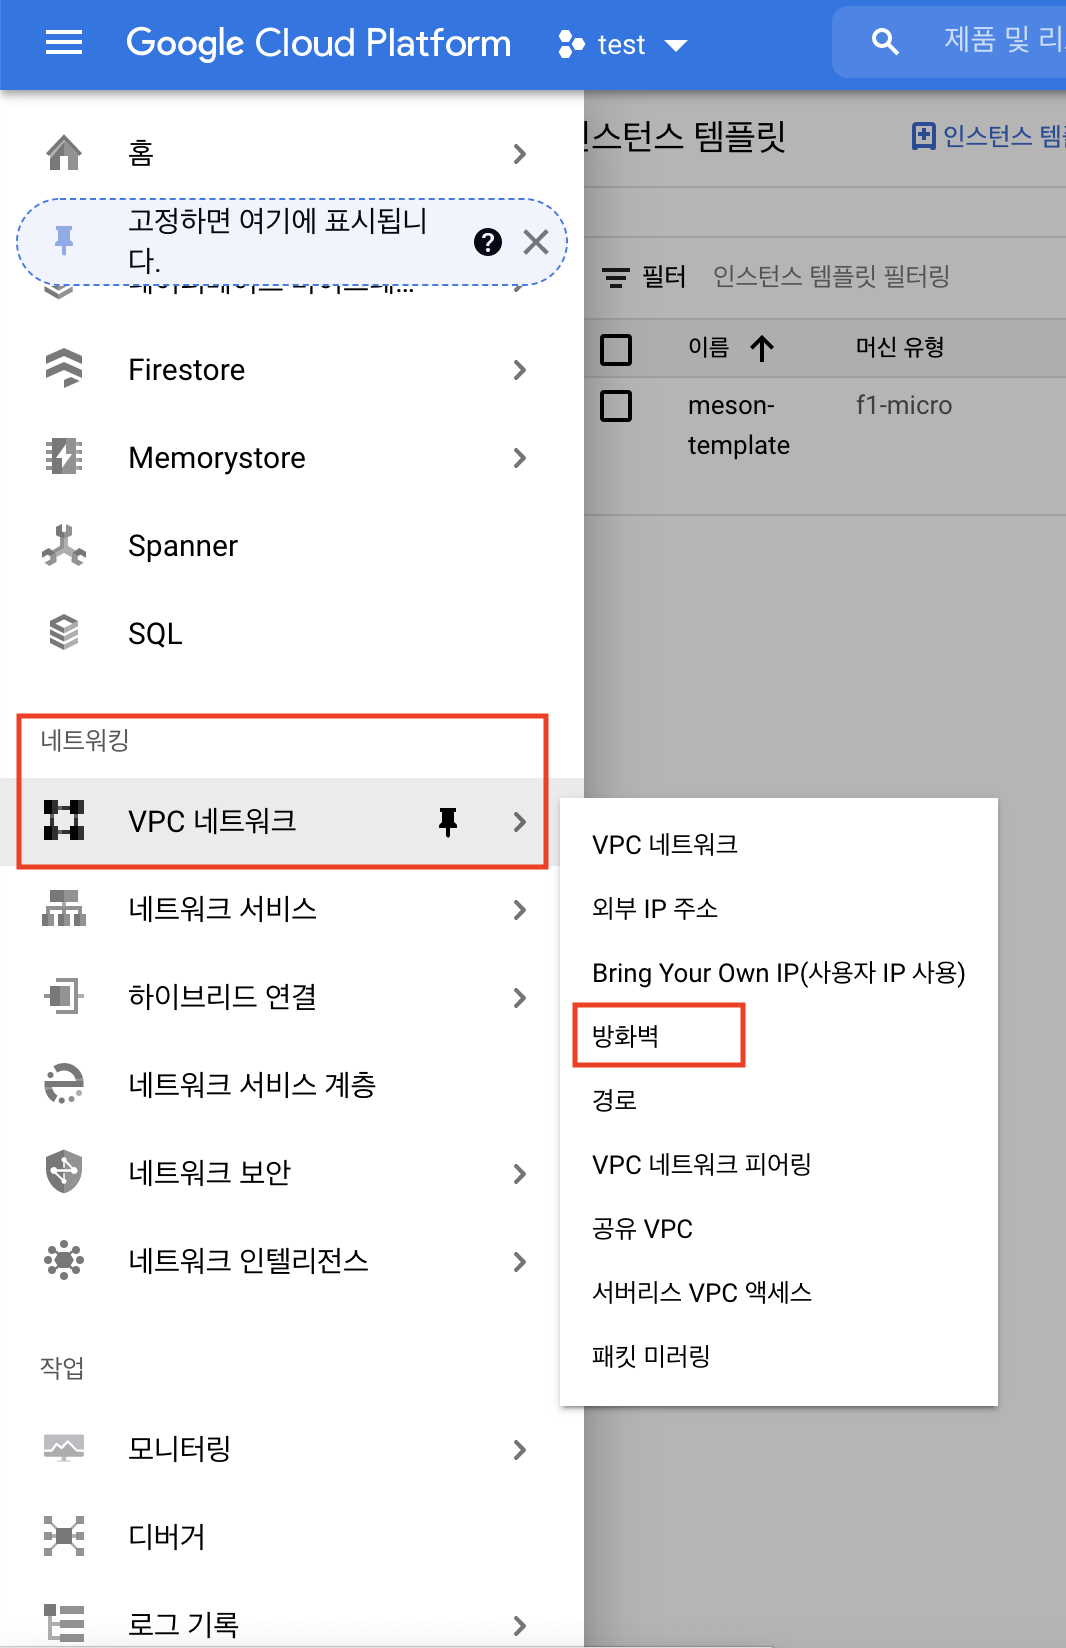 Google Cloud Platform
test
제품 및 리
홈
고정하면 여기에 표시됩니
다.
Firestore
Memorystore
Spanner
SQL
네트워킹
VPC 네트워크
네트워크 서비스
하이브리드 연결
네트워크 서비스 계층
네트워크 보안
네트워크 인텔리전스
작업
모니터링
디버거
로그 기록
인스턴스 템플릿
인스턴스 템플
필터 인스턴스 템플릿 필터링
이름 머신 유형
meson- f1-micro
template
VPC 네트워크
외부 IP 주소
Bring Your Own IP(사용자 IP 사용)
방화벽
경로
VPC 네트워크 피어링
공유 VPC
서버리스 VPC 액세스
패킷 미러링